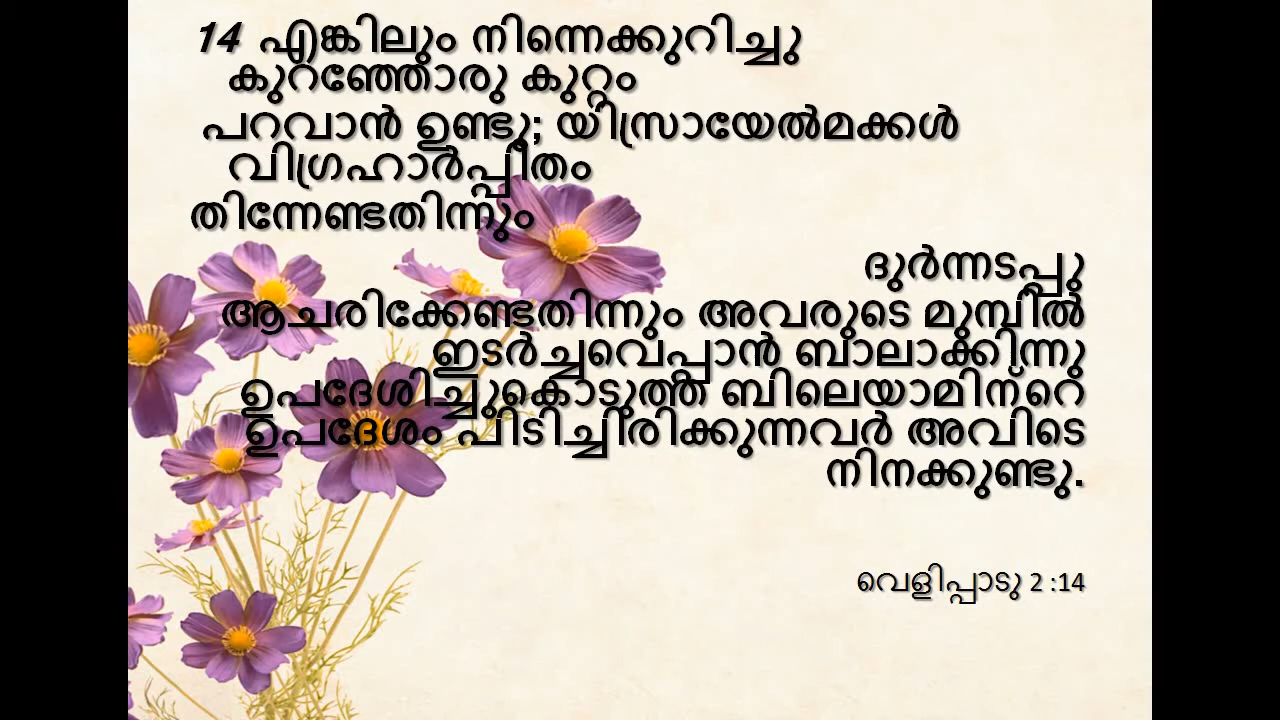 14 എങ്കിലും നിന്നെക്കുറിച്ചു
കുറഞ്ഞോരു കുറ്റം
പറവാൻ ഉണ്ടു; യിസ്രായേൽമക്കൾ
വിഗ്രഹാർപ്പിതം
തിന്നേണ്ടതിന്നും
ദുർന്നടപ്പു
ആചരിക്കേണ്ടതിന്നും അവരുടെ മുമ്പിൽ
ഇടർച്ചവെപ്പാൻ ബാലാക്കിന്നു
ഉപദേശിച്ചുകൊടുത്ത ബിലെയാമിന്റെ
ഉപദേശം പിടിച്ചിരിക്കുന്നവർ അവിടെ
നിനക്കുണ്ടു.
വെളിപ്പാടു 2 :14